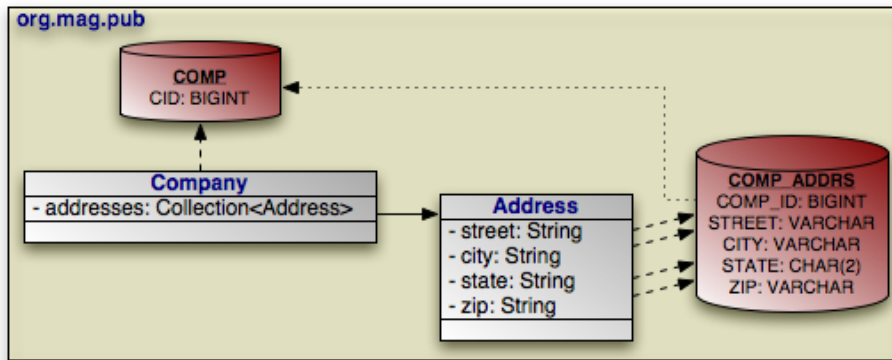 org.mag.pub
COMP
CID: BIGINT
Company
- addresses: Collection<Address>
Address
- street: String
- city: String
- state: String
- zip: String
COMP_ADDRS
COMP_ID: BIGINT
STREET: VARCHAR
CITY: VARCHAR
STATE: CHAR(2)
ZIP: VARCHAR